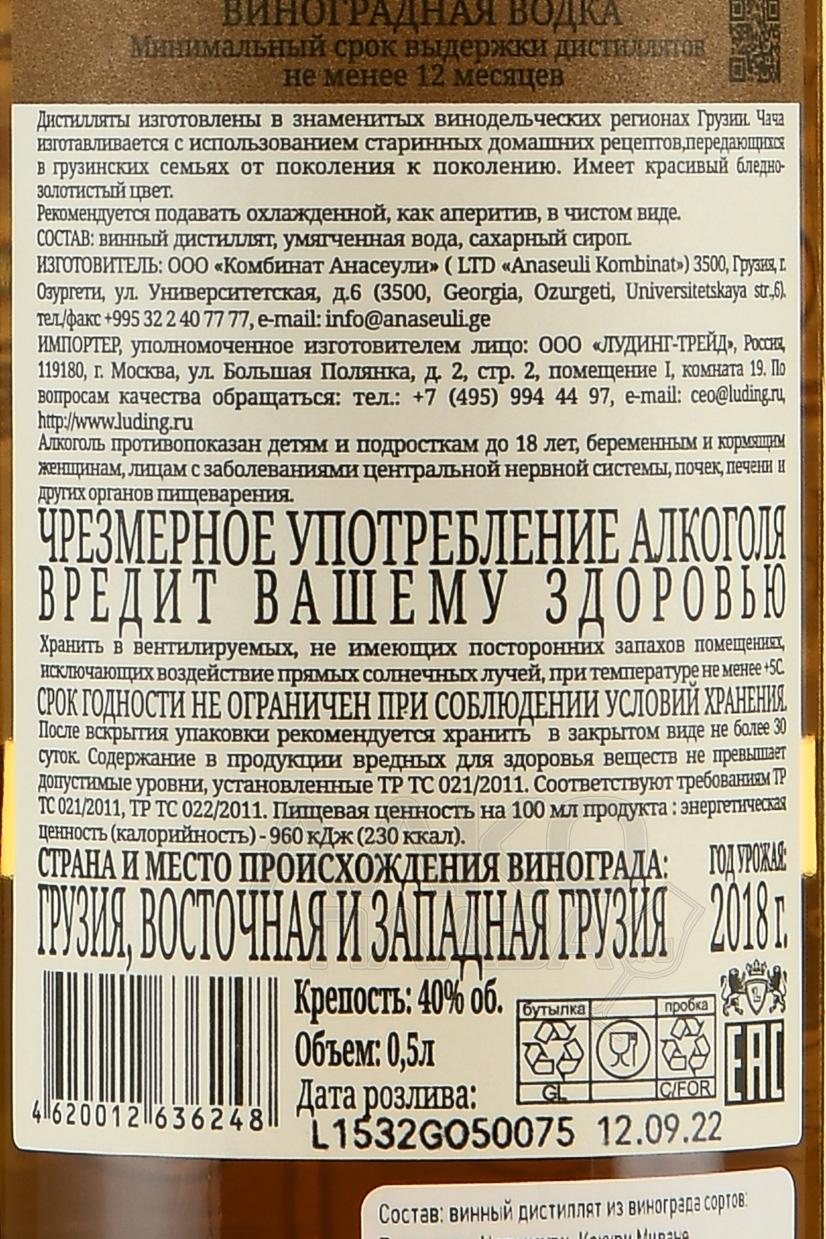 ВИНОГРАДНАЯ ВОДКА
Минимальный срок выдержки дистиллятов
не менее 12 месяцев
Дистилляты изготовлены в знаменитых винодельческих регионах Грузии. Чача
изготавливается с использованием старинных домашних рецептов,передающихся
в грузинских семьях от поколения к поколению. Имеет красивый бледно-
золотистый цвет.
Рекомендуется подавать охлажденной, как аперитив, в чистом виде.
СОСТАВ: винный дистиллят, умягченная вода, сахарный сироп.
ИЗГОТОВИТЕЛЬ: ООО «Комбинат Анасеули» ( LTD «Anaseuli Kombinat») 3500, Грузия, г.
Озургети, ул. Университетская, д.6 (3500, Georgia, Ozurgeti, Universitetskaya str.,6).
тел./факс +995 32 2 40 77 77, e-mail: info@anaseuli.ge
ИМПОРТЕР, уполномоченное изготовителем лицо: ООО «ЛУДИНГ-ТРЕЙД», Россия,
119180, г. Москва, ул. Большая Полянка, д. 2, стр. 2, помещение I, комната 19. По
вопросам качества обращаться: тел.: +7 (495) 994 44 97, e-mail: ceo@luding.ru,
http://www.luding.ru
Алкоголь противопоказан детям и подросткам до 18 лет, беременным и кормящим
женщинам, лицам с заболеваниями центральной нервной системы, почек, печени и
других органов пищеварения.
ЧРЕЗМЕРНОЕ УПОТРЕБЛЕНИЕ АЛКОГОЛЯ
ВРЕДИТ ВАШЕМУ ЗДОРОВЬЮ
Хранить в вентилируемых, не имеющих посторонних запахов помещениях,
исключающих воздействие прямых солнечных лучей, при температуре не менее +5С.
СРОК ГОДНОСТИ НЕ ОГРАНИЧЕН ПРИ СОБЛЮДЕНИИ УСЛОВИЙ ХРАНЕНИЯ.
После вскрытия упаковки рекомендуется хранить в закрытом виде не более 30
суток. Содержание в продукции вредных для здоровья веществ не превышает
допустимые уровни, установленные ТР ТС 021/2011. Соответствуют требованиям ТР
ТС 021/2011, ТР ТС 022/2011. Пищевая ценность на 100 мл продукта : энергетическая
ценность (калорийность) - 960 кДж (230 ккал).
СТРАНА И МЕСТО ПРОИСХОЖДЕНИЯ ВИНОГРАДА: ГОД УРОЖАЯ:
ГРУЗИЯ, ВОСТОЧНАЯ И ЗАПАДНАЯ ГРУЗИЯ 2018 г.
Крепость: 40% об.
бутылка пробка
Объем: 0,5л
GL C/FOR
EAC
Дата розлива:
4 620012 636248
L1532GO50075 12.09.22
Состав: винный дистиллят из винограда сортов: